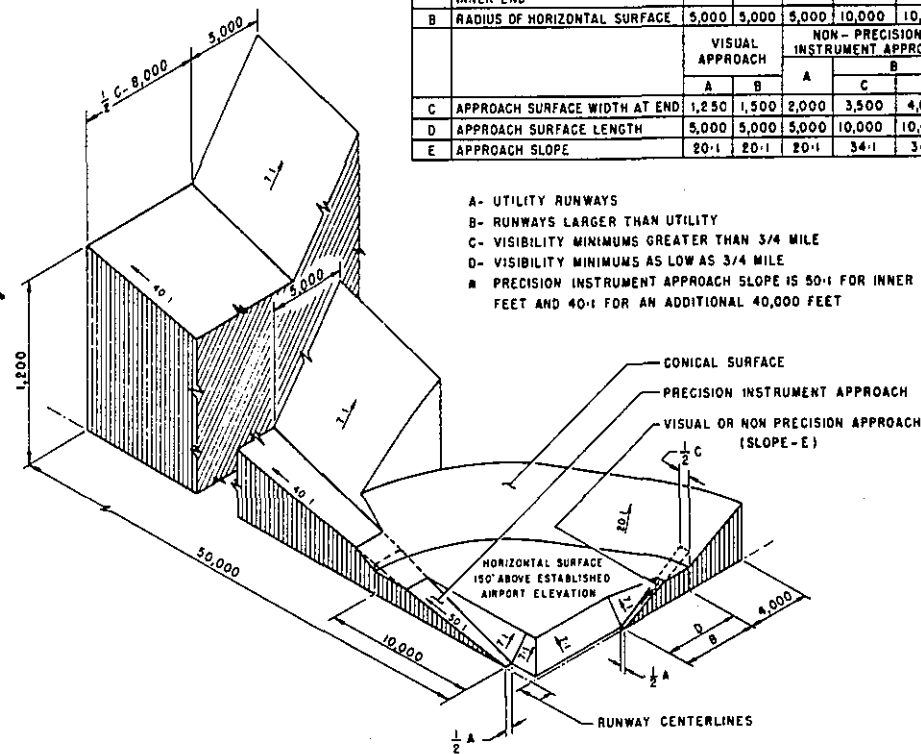 INNER END
B RADIUS OF HORIZONTAL SURFACE 5,000 5,000 5,000 10,000 10,
VISUAL APPROACH
NON-PRECISION INSTRUMENT APPRO
A B A B
C
C APPROACH SURFACE WIDTH AT END 1,250 1,500 2,000 3,500 4,
D APPROACH SURFACE LENGTH 5,000 5,000 5,000 10,000 10,
E APPROACH SLOPE 20:1 20:1 20:1 34:1 3
A- UTILITY RUNWAYS
B- RUNWAYS LARGER THAN UTILITY
C- VISIBILITY MINIMUMS GREATER THAN 3/4 MILE
D- VISIBILITY MINIMUMS AS LOW AS 3/4 MILE
PRECISION INSTRUMENT APPROACH SLOPE IS 50:1 FOR INNER
FEET AND 40:1 FOR AN ADDITIONAL 40,000 FEET
5,000
1/2 C-8,000
7:1
40:1
5,000
1,200
7:1
40:1
CONICAL SURFACE
PRECISION INSTRUMENT APPROACH
VISUAL OR NON PRECISION APPROACH
(SLOPE-E)
1/2 C
20:1
50,000
HORIZONTAL SURFACE
150' ABOVE ESTABLISHED
AIRPORT ELEVATION
50:1
10,000
7:1
7:1
7:1
7:1
4,000
D
B
1/2 A
1/2 A
RUNWAY CENTERLINES